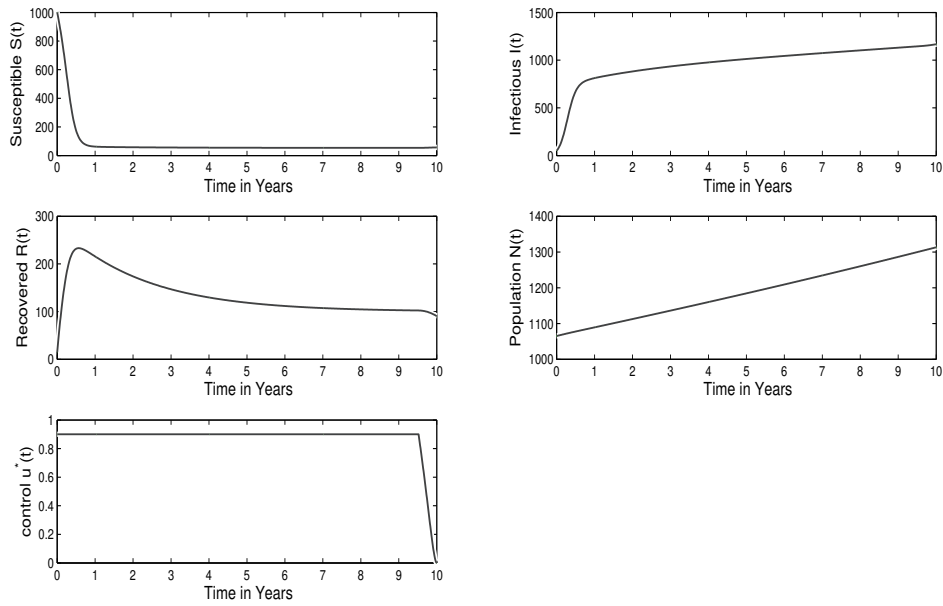 Susceptible S(t)
1000
800
600
400
200
0
0 1 2 3 4 5 6 7 8 9 10
Time in Years
Infectious I(t)
1500
1000
500
0
0 1 2 3 4 5 6 7 8 9 10
Time in Years
Recovered R(t)
300
200
100
0
0 1 2 3 4 5 6 7 8 9 10
Time in Years
Population N(t)
1400
1300
1200
1100
1000
0 1 2 3 4 5 6 7 8 9 10
Time in Years
control u*(t)
1
0.8
0.6
0.4
0.2
0
0 1 2 3 4 5 6 7 8 9 10
Time in Years